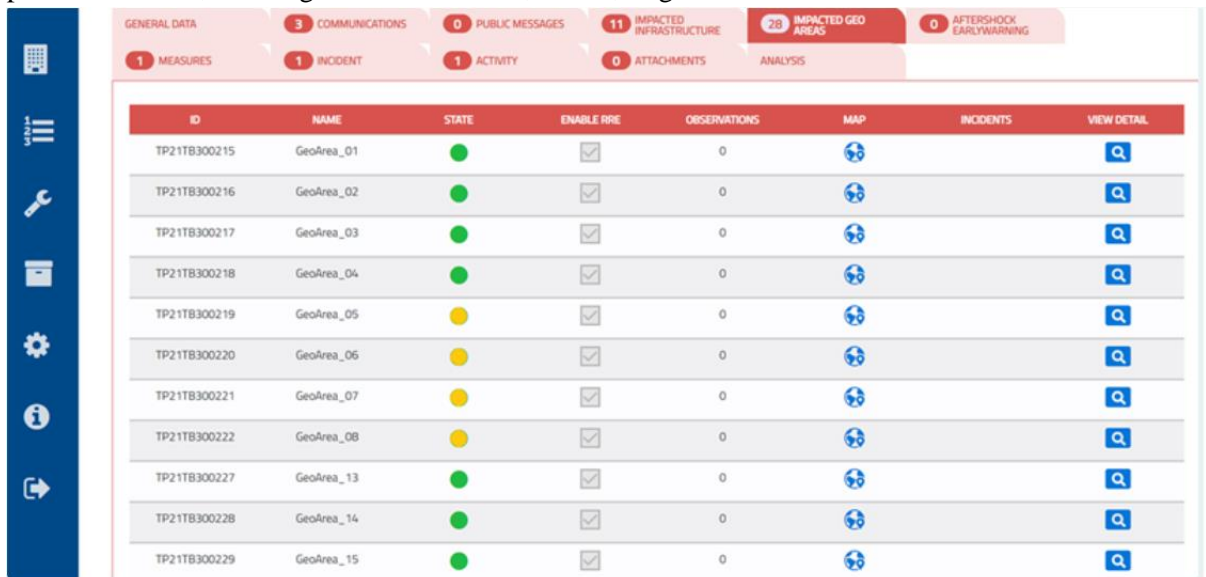 GENERAL DATA 3 COMMUNICATIONS 0 PUBLIC MESSAGES 11 IMPACTED INFRASTRUCTURE 28 IMPACTED GEO AREAS 0 AFTERSHOCK EARLYWARNING
1 MEASURES 1 INCIDENT 1 ACTIVITY 0 ATTACHMENTS ANALYSIS
ID NAME STATE ENABLE RRE OBSERVATIONS MAP INCIDENTS VIEW DETAIL
TP21TB300215 GeoArea_01 0
TP21TB300216 GeoArea_02 0
TP21TB300217 GeoArea_03 0
TP21TB300218 GeoArea_04 0
TP21TB300219 GeoArea_05 0
TP21TB300220 GeoArea_06 0
TP21TB300221 GeoArea_07 0
TP21TB300222 GeoArea_08 0
TP21TB300227 GeoArea_13 0
TP21TB300228 GeoArea_14 0
TP21TB300229 GeoArea_15 0